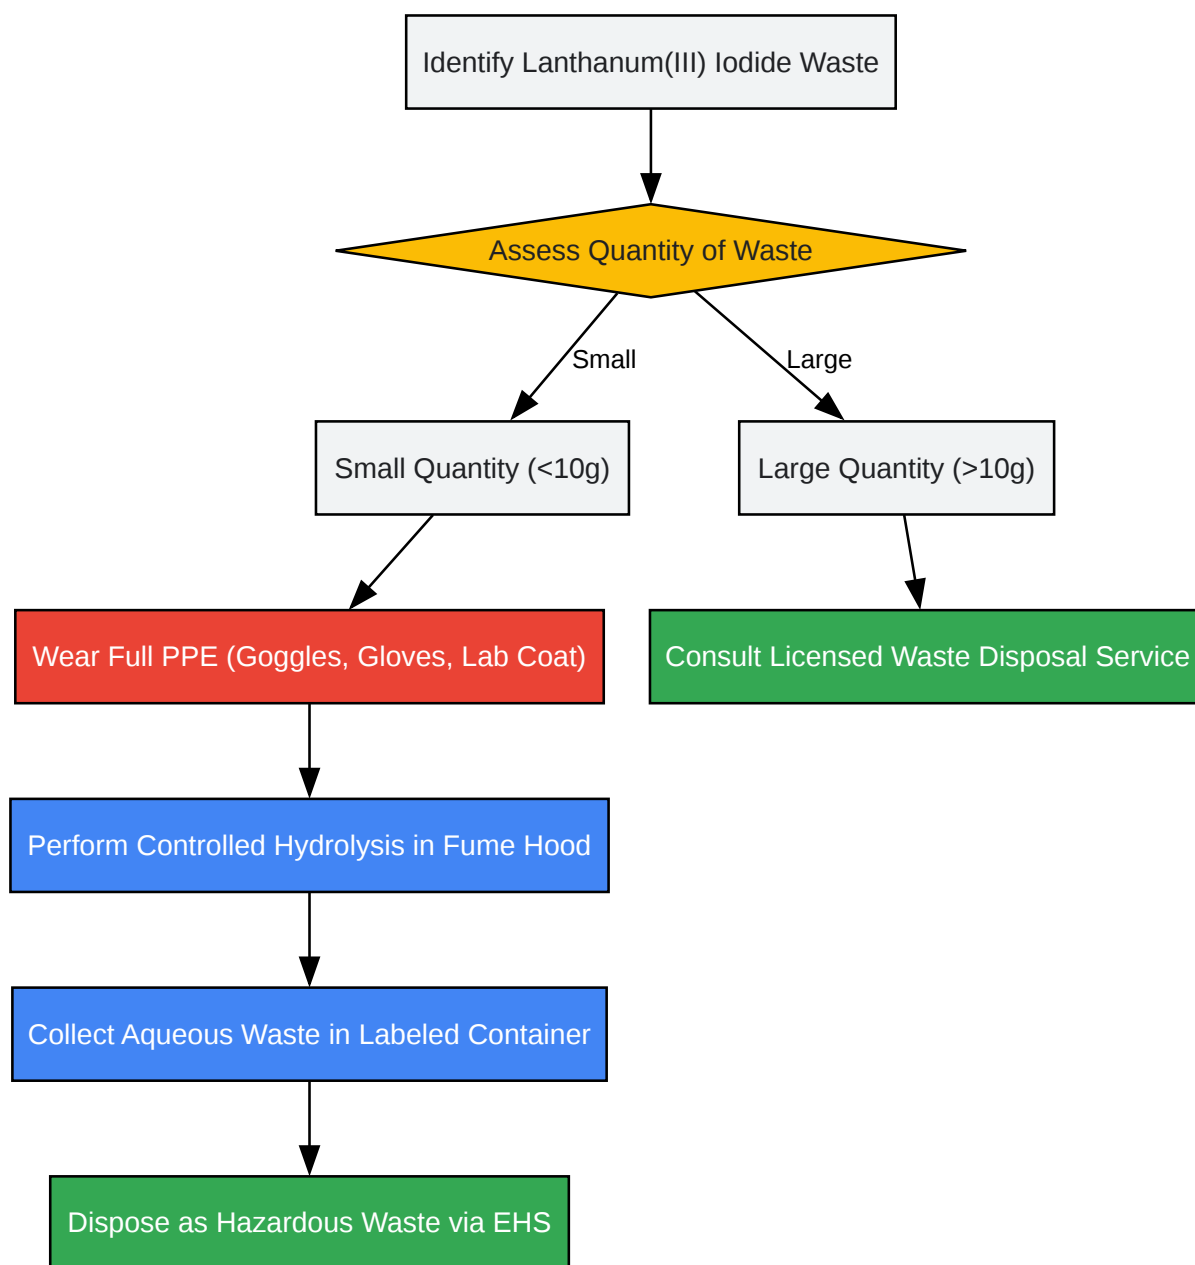 Identify Lanthanum(III) Iodide Waste
Assess Quantity of Waste
Small
Large
Small Quantity (<10g)
Large Quantity (>10g)
Wear Full PPE (Goggles, Gloves, Lab Coat)
Consult Licensed Waste Disposal Service
Perform Controlled Hydrolysis in Fume Hood
Collect Aqueous Waste in Labeled Container
Dispose as Hazardous Waste via EHS